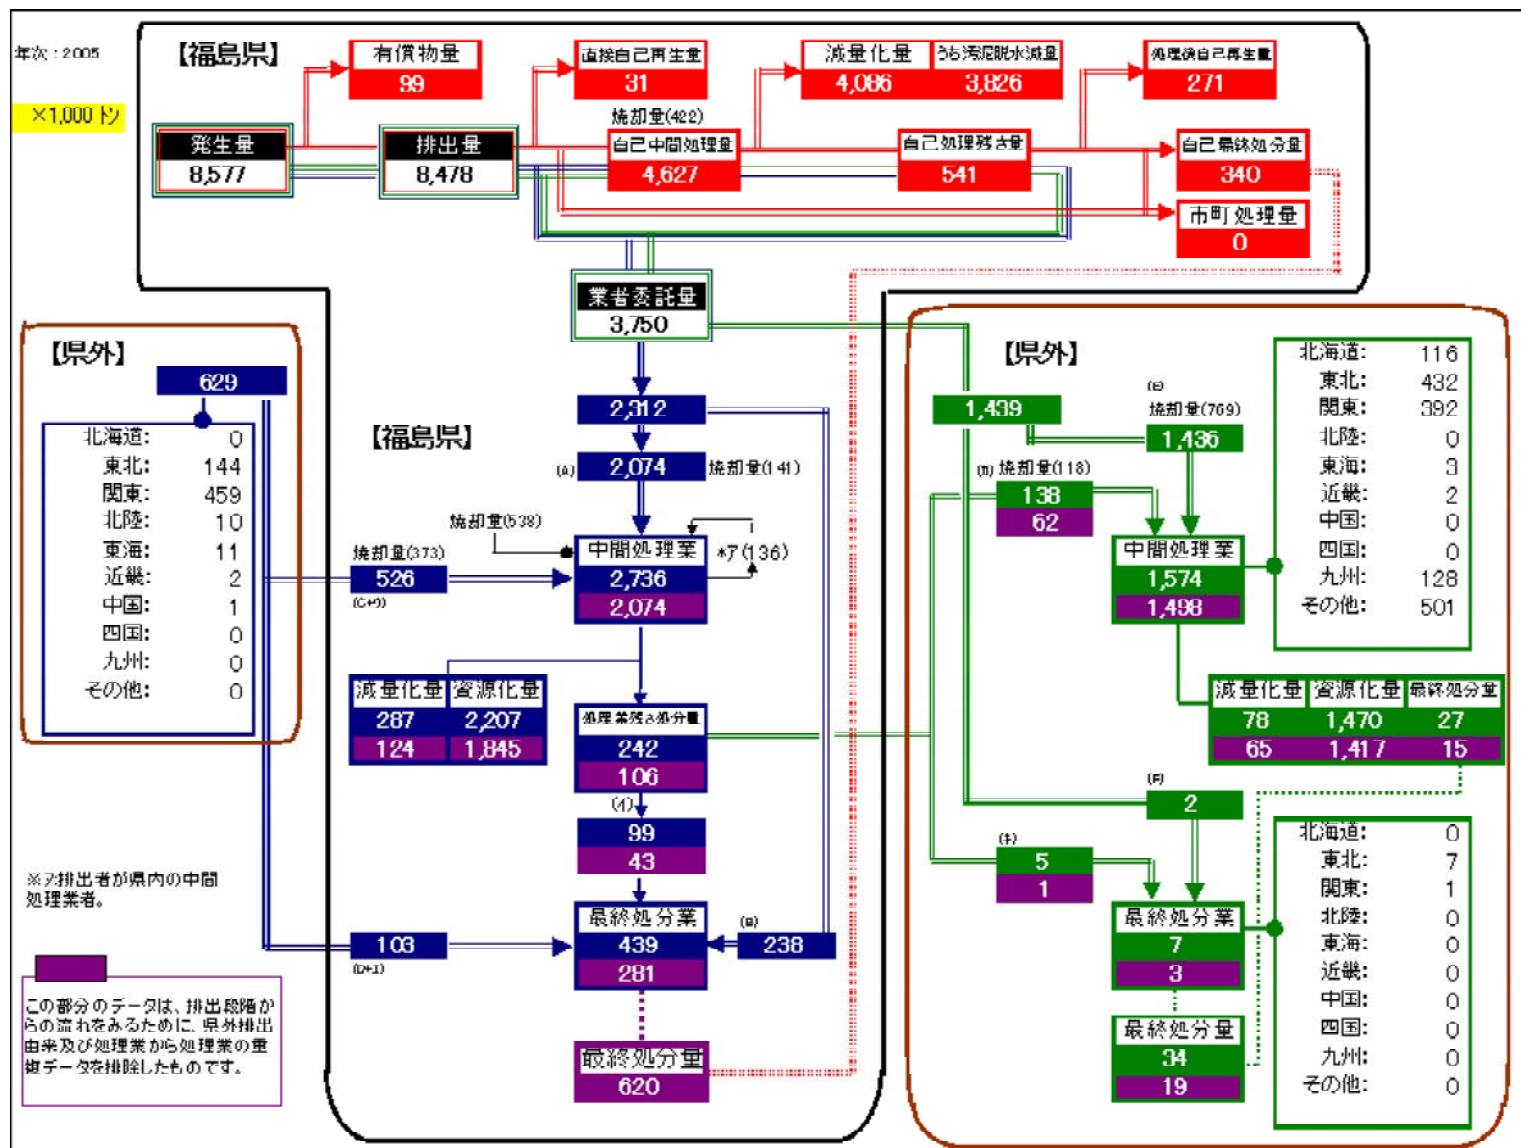 年次：2005
×1,000 トン
【福島県】
有償物量
99
直接自己再生量
31
減量化量
4,086
うち汚泥脱水減量
3,826
処理後自己再生量
271
焼却量(422)
発生量
8,577
排出量
8,478
自己中間処理量
4,627
自己処理残さ量
541
自己最終処分量
340
市町処理量
0
業者委託量
3,750
【県外】
629
北海道： 0
東北： 144
関東： 459
北陸： 10
東海： 11
近畿： 2
中国： 1
四国： 0
九州： 0
その他： 0
【福島県】
2,312
(A) 2,074 焼却量(141)
焼却量(538)
中間処理業
2,736
2,074
*ア(136)
焼却量(373)
526
減量化量
287
124
資源化量
2,207
1,845
処理業残さ処分量
242
106
(イ)
99
43
最終処分業
439
281
(B)
238
103
最終処分量
620
【県外】
1,439
焼却量(769)
1,436
焼却量(118)
138
62
中間処理業
1,574
1,498
北海道： 116
東北： 432
関東： 392
北陸： 0
東海： 3
近畿： 2
中国： 0
四国： 0
九州： 128
その他： 501
減量化量
78
65
資源化量
1,470
1,417
最終処分量
27
15
2
5
1
最終処分業
7
3
最終処分量
34
19
北海道： 0
東北： 7
関東： 1
北陸： 0
東海： 0
近畿： 0
中国： 0
四国： 0
九州： 0
その他： 0
※ア:排出者が県内の中間
処理業者。
この部分のデータは、排出段階か
らの流れをみるために、県外排出
由来及び処理業から処理業の重
複データを排除したものです。